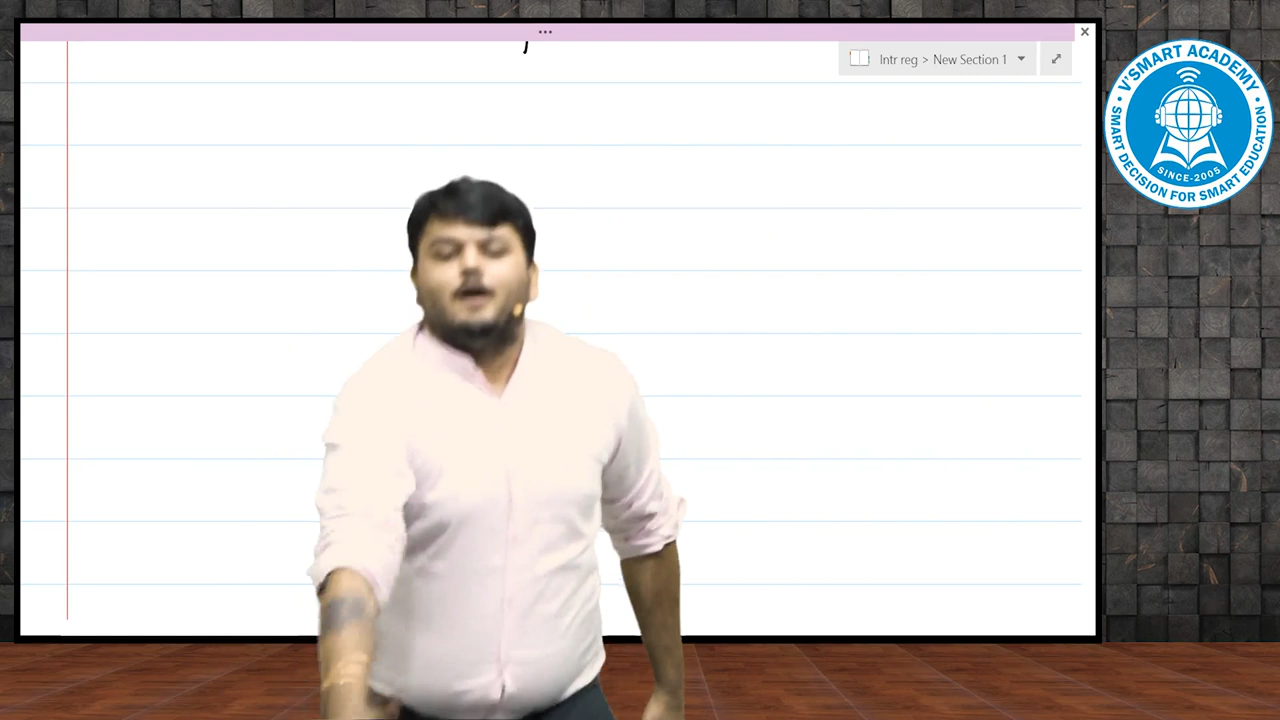 ...
Intr reg > New Section 1
V'SMART ACADEMY
SINCE-2005
SMART DECISION FOR SMART EDUCATION